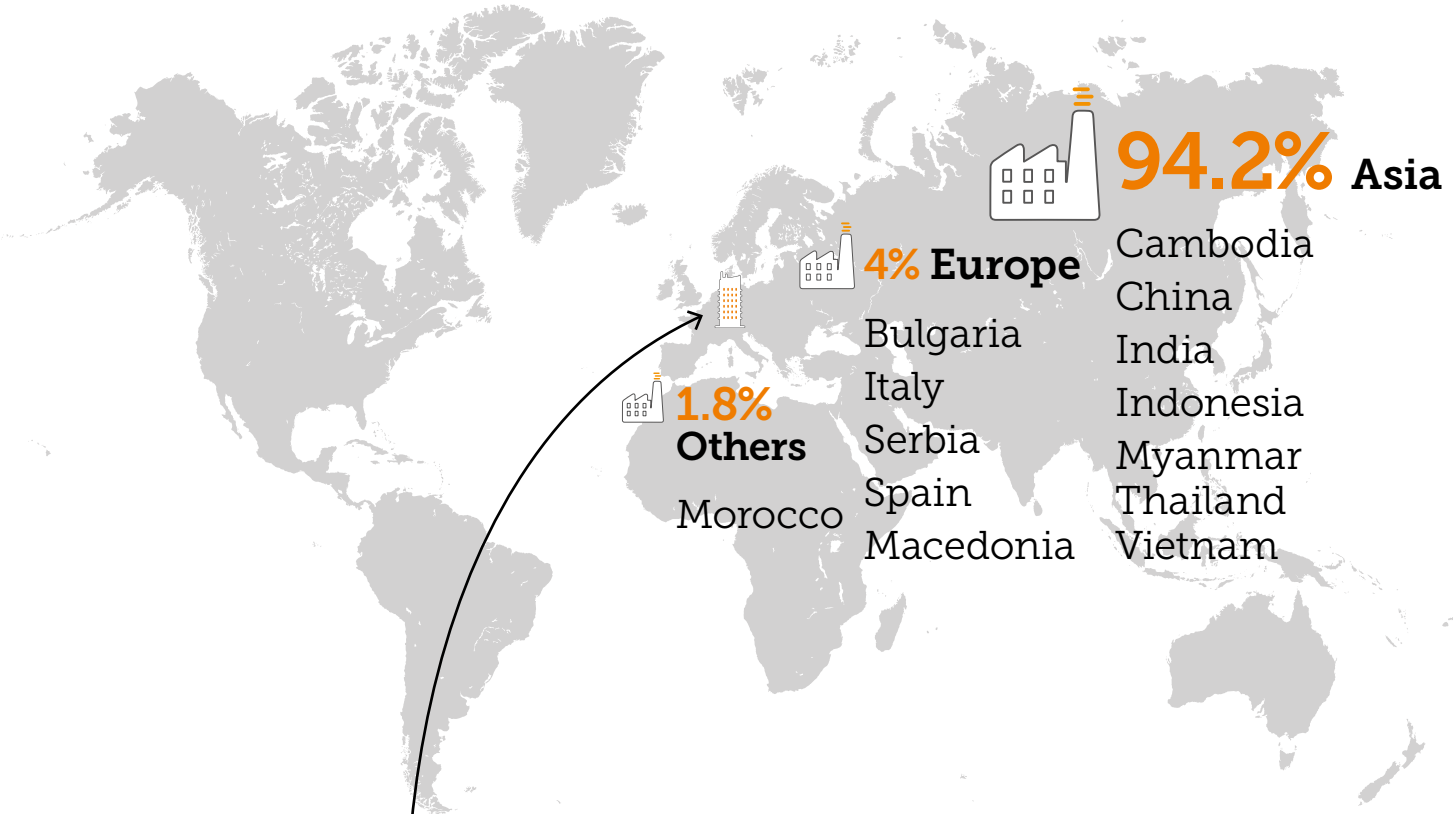 94.2% Asia
Cambodia
China
India
Indonesia
Myanmar
Thailand
Vietnam
4% Europe
Bulgaria
Italy
Serbia
Spain
Macedonia
1.8%
Others
Morocco